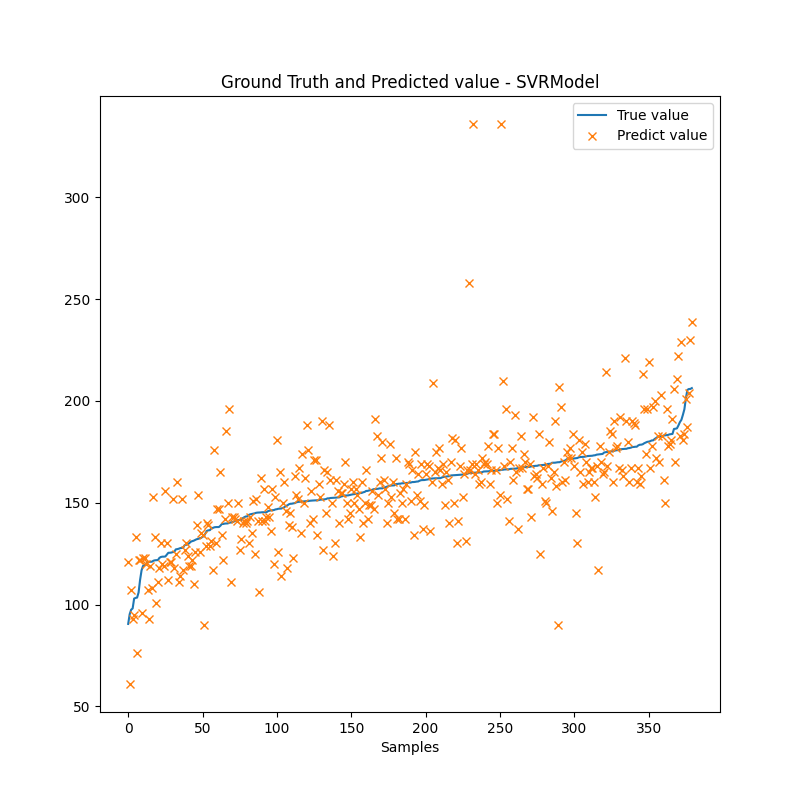 Ground Truth and Predicted value - SVRModel
True value
Predict value
300
250
200
150
100
50
0 50 100 150 200 250 300 350
Samples